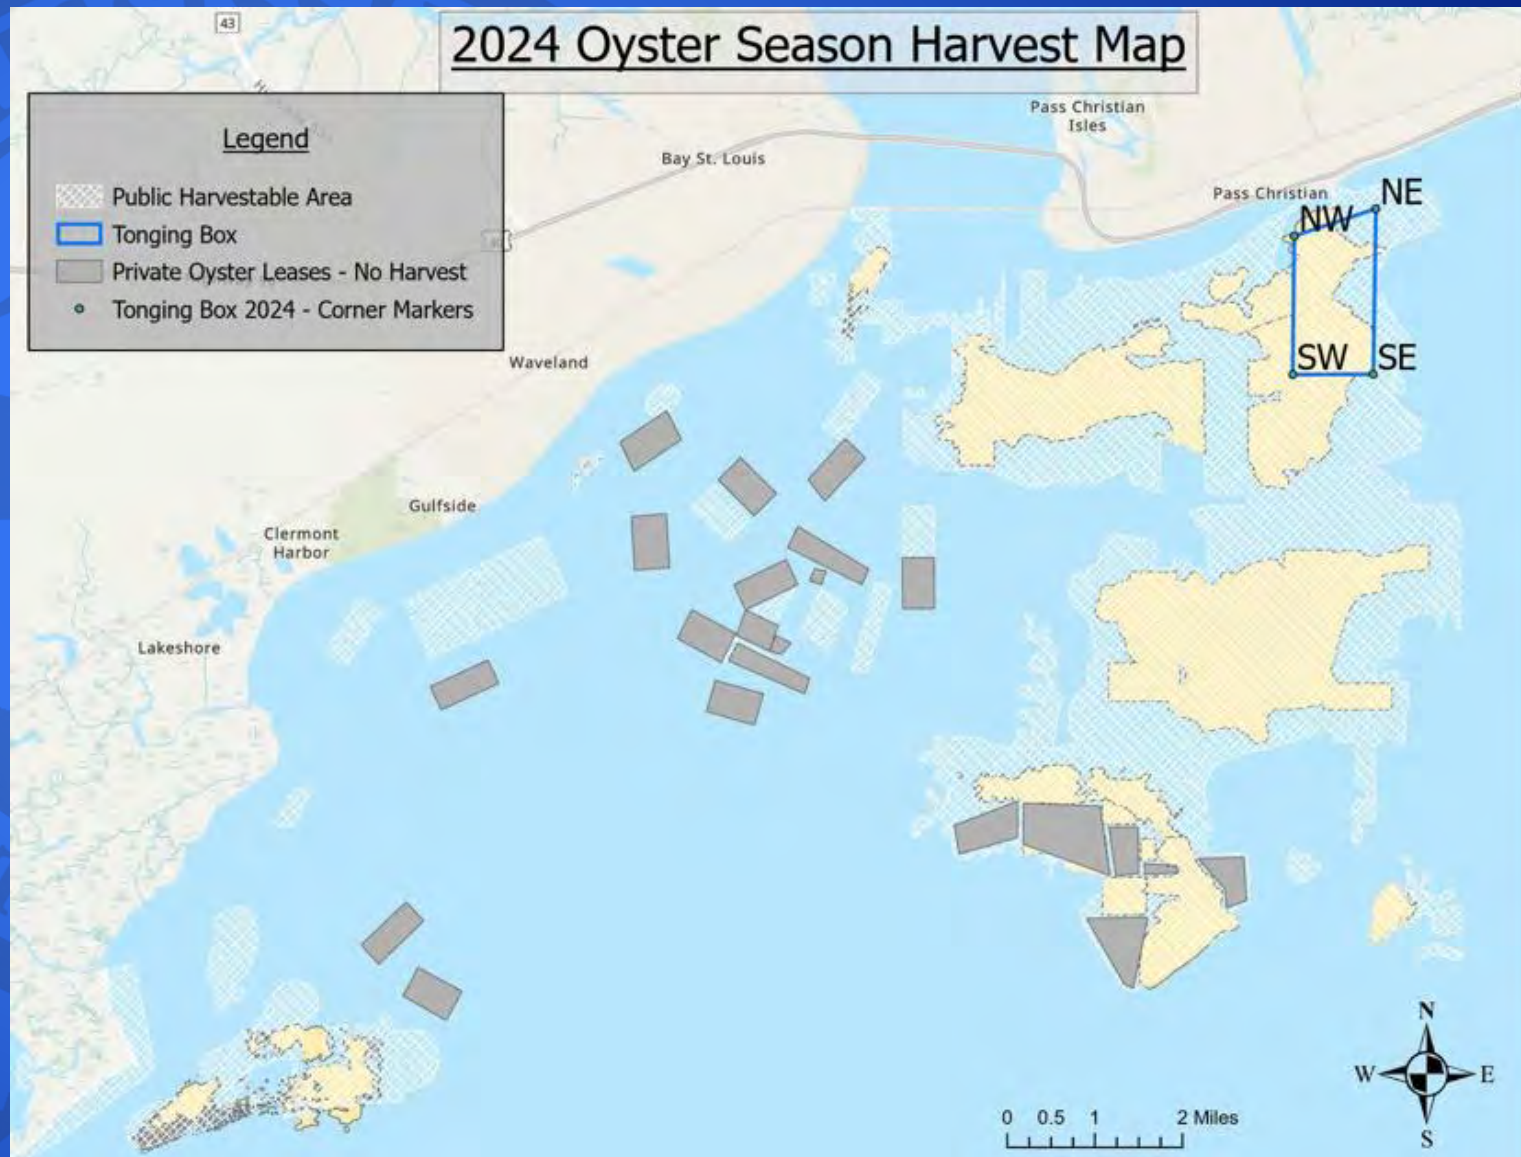 2024 Oyster Season Harvest Map
43
Legend
Public Harvestable Area
Tonging Box
Private Oyster Leases - No Harvest
Tonging Box 2024 - Corner Markers
Pass Christian
Isles
Bay St. Louis
Pass Christian
NE
NW
Waveland
SW
SE
Gulfside
Clermont
Harbor
Lakeshore
N
W
E
S
0 0.5 1 2 Miles